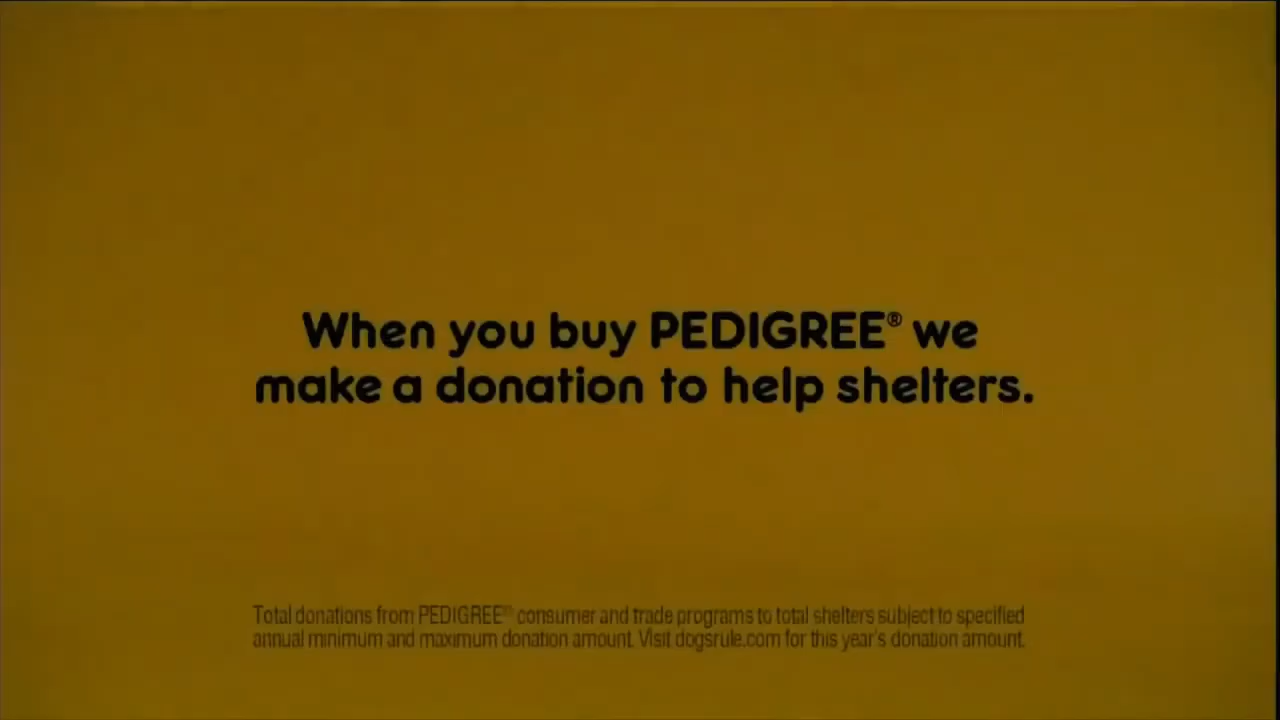 When you buy PEDIGREE® we
make a donation to help shelters.
Total donations from PEDIGREE® consumer and trade programs to total shelters subject to specified
annual minimum and maximum donation amount. Visit dogsrule.com for this year's donation amount.